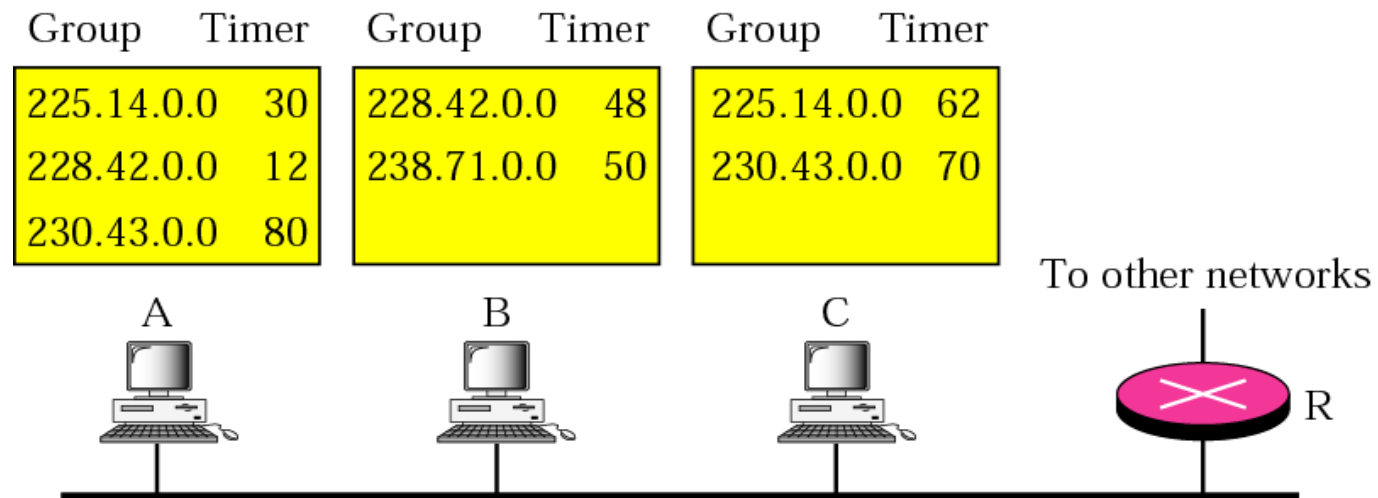 Group Timer Group Timer Group Timer
225.14.0.0 30 228.42.0.0 48 225.14.0.0 62
228.42.0.0 12 238.71.0.0 50 230.43.0.0 70
230.43.0.0 80
To other networks
A B C
R